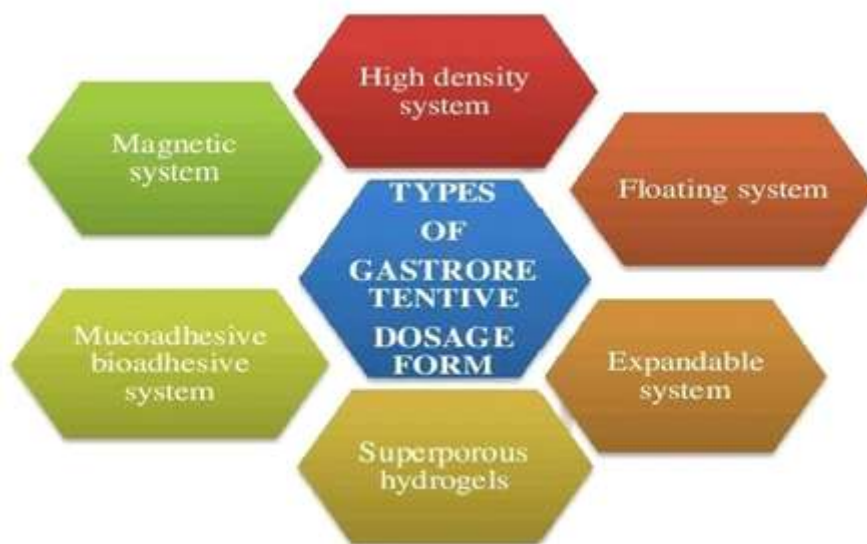 High density
system
Magnetic
system
Floating system
TYPES
OF
GASTRORE
TENTIVE
DOSAGE
FORM
Mucoadhesive
bioadhesive
system
Expandable
system
Superporous
hydrogels